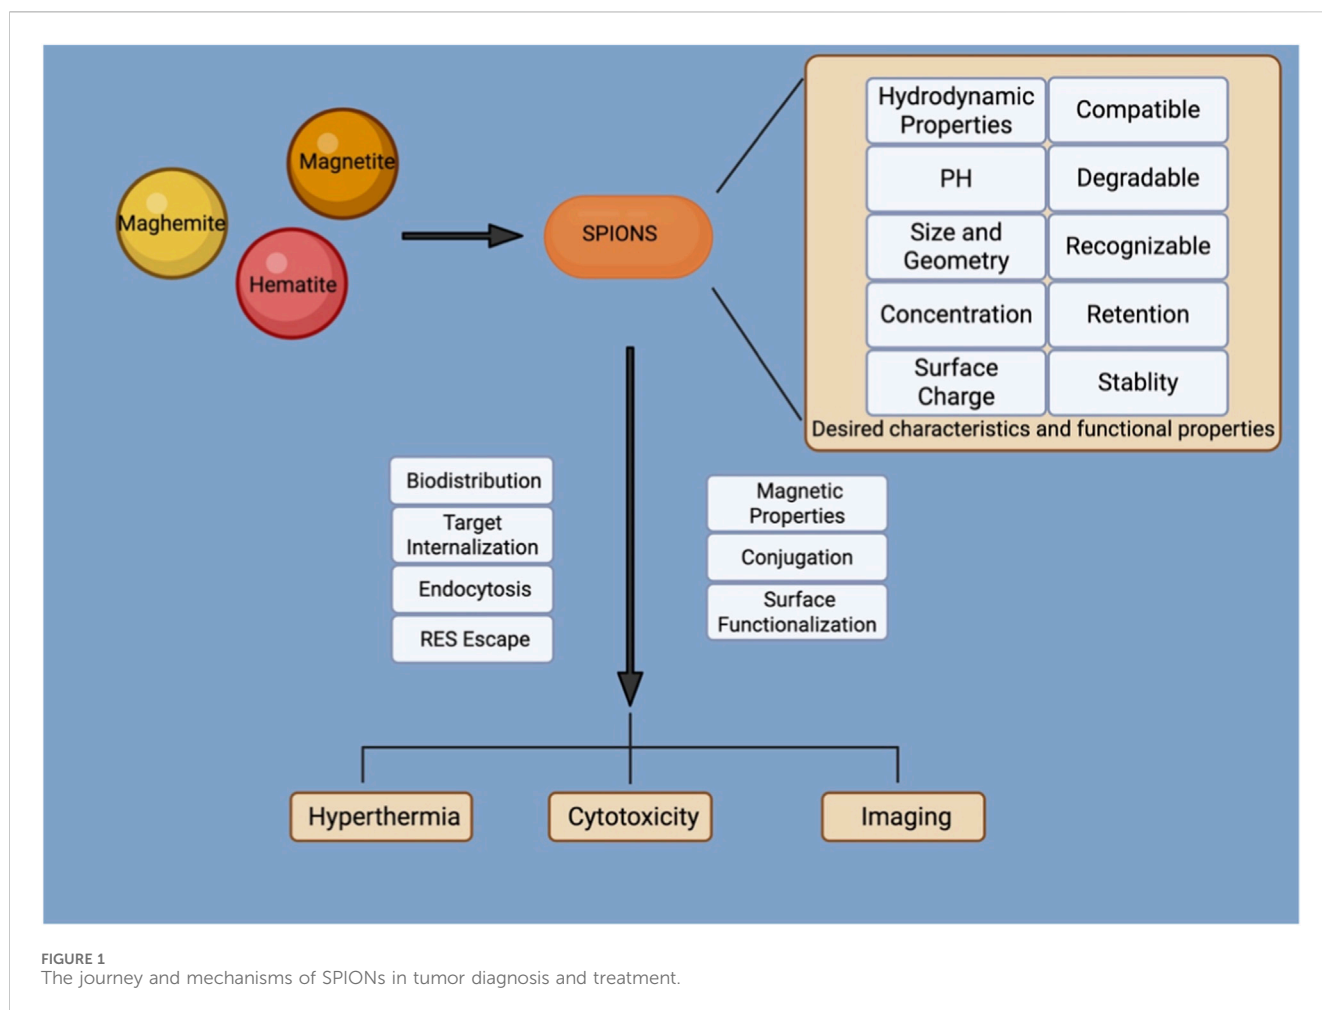 Magnetite
Maghemite
Hematite
SPIONS
Hydrodynamic
Properties
Compatible
PH
Degradable
Size and
Geometry
Recognizable
Concentration
Retention
Surface
Charge
Stablity
Desired characteristics and functional properties
Biodistribution
Target
Internalization
Endocytosis
RES Escape
Magnetic
Properties
Conjugation
Surface
Functionalization
Hyperthermia
Cytotoxicity
Imaging
FIGURE 1
The journey and mechanisms of SPIONs in tumor diagnosis and treatment.